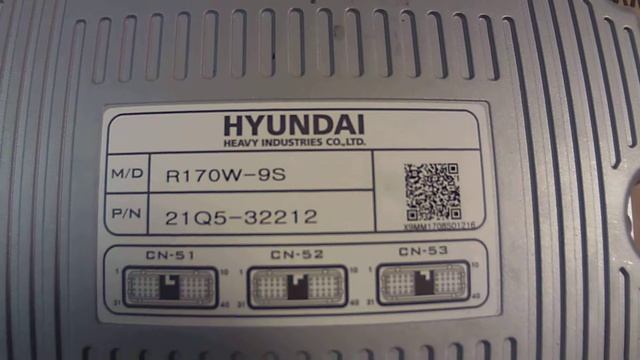 HYUNDAI
HEAVY INDUSTRIES CO.,LTD.
M/D R170W-9S
P/N 21Q5-32212
X9MM170BS01216
CN-51 CN-52 CN-53
1 10 1 10 1 10
31 40 31 40 31 40